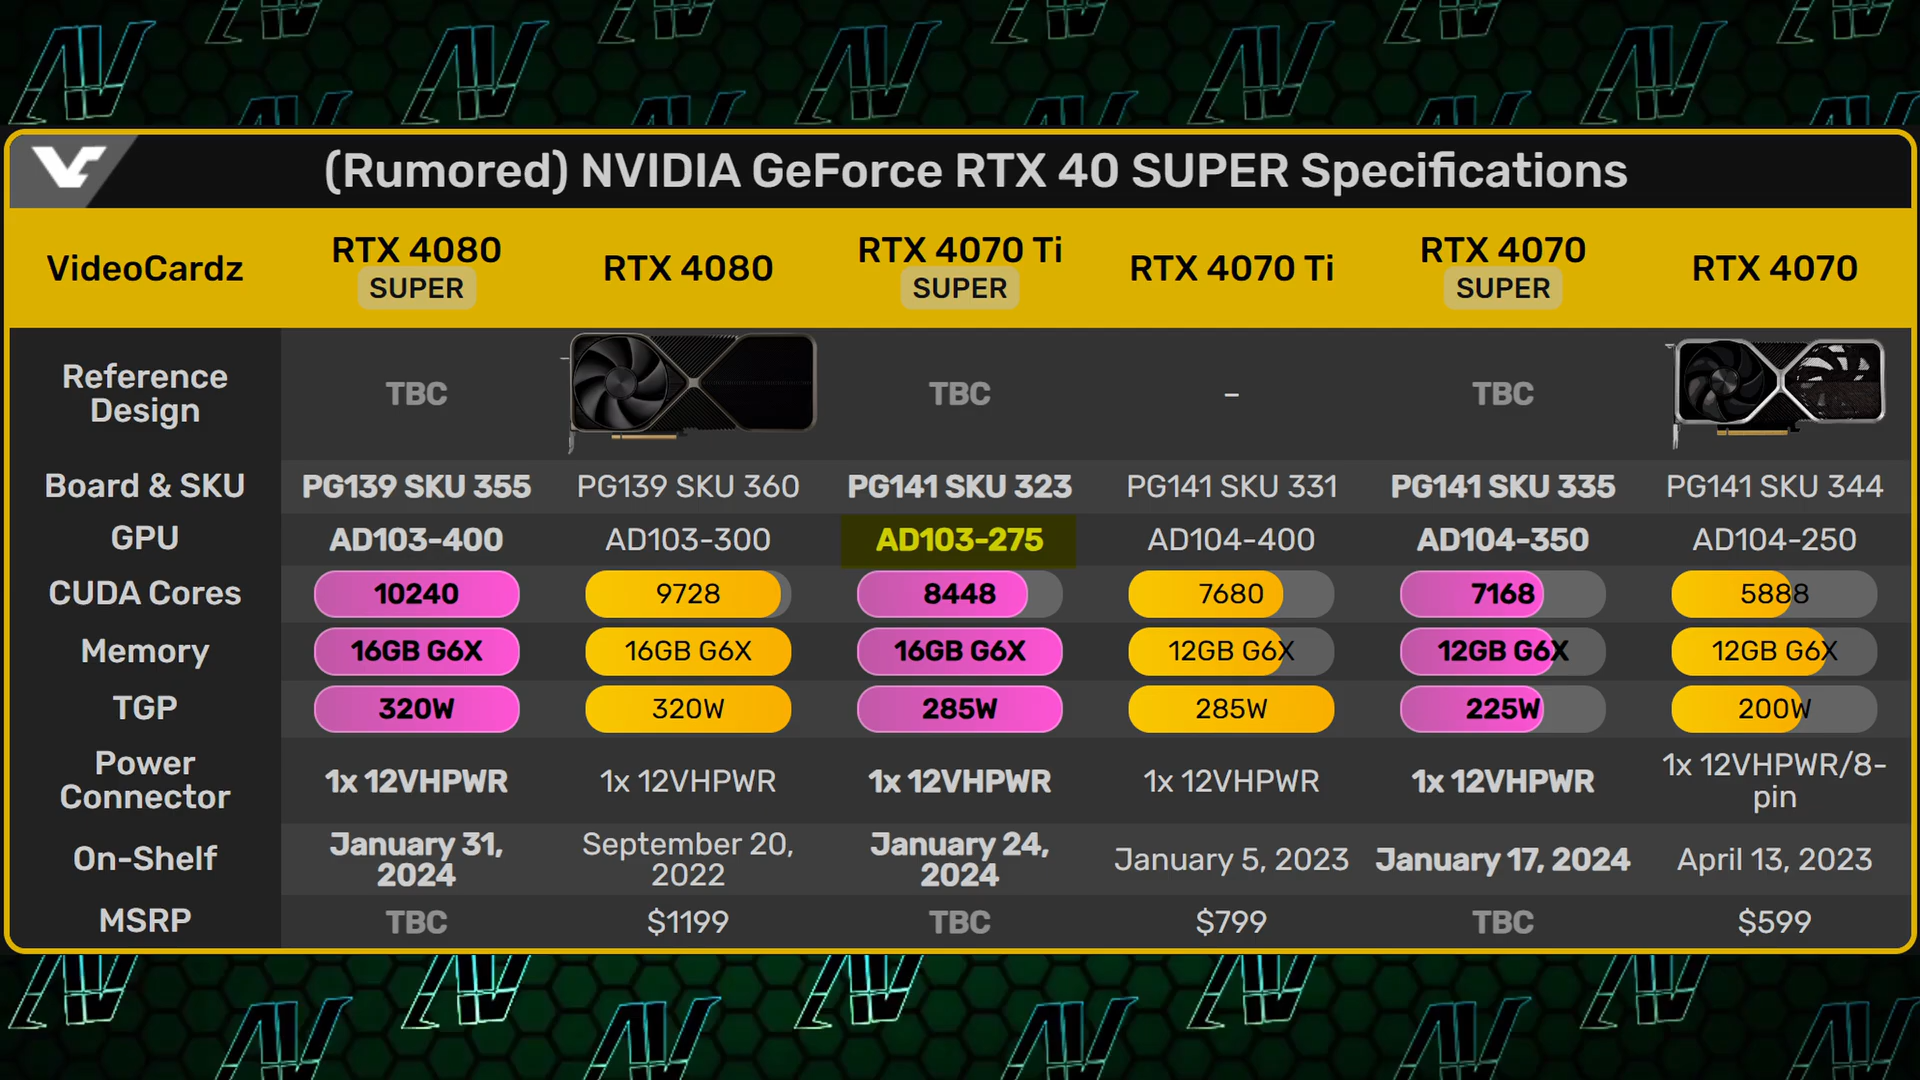 (Rumored) NVIDIA GeForce RTX 40 SUPER Specifications
VideoCardz
RTX 4080
SUPER
RTX 4080
RTX 4070 Ti
SUPER
RTX 4070 Ti
RTX 4070
SUPER
RTX 4070
Reference
Design
TBC
TBC
–
TBC
Board & SKU
PG139 SKU 355
PG139 SKU 360
PG141 SKU 323
PG141 SKU 331
PG141 SKU 335
PG141 SKU 344
GPU
AD103-400
AD103-300
AD103-275
AD104-400
AD104-350
AD104-250
CUDA Cores
10240
9728
8448
7680
7168
5888
Memory
16GB G6X
16GB G6X
16GB G6X
12GB G6X
12GB G6X
12GB G6X
TGP
320W
320W
285W
285W
225W
200W
Power
Connector
1x 12VHPWR
1x 12VHPWR
1x 12VHPWR
1x 12VHPWR
1x 12VHPWR
1x 12VHPWR/8-
pin
On-Shelf
January 31,
2024
September 20,
2022
January 24,
2024
January 5, 2023
January 17, 2024
April 13, 2023
MSRP
TBC
$1199
TBC
$799
TBC
$599